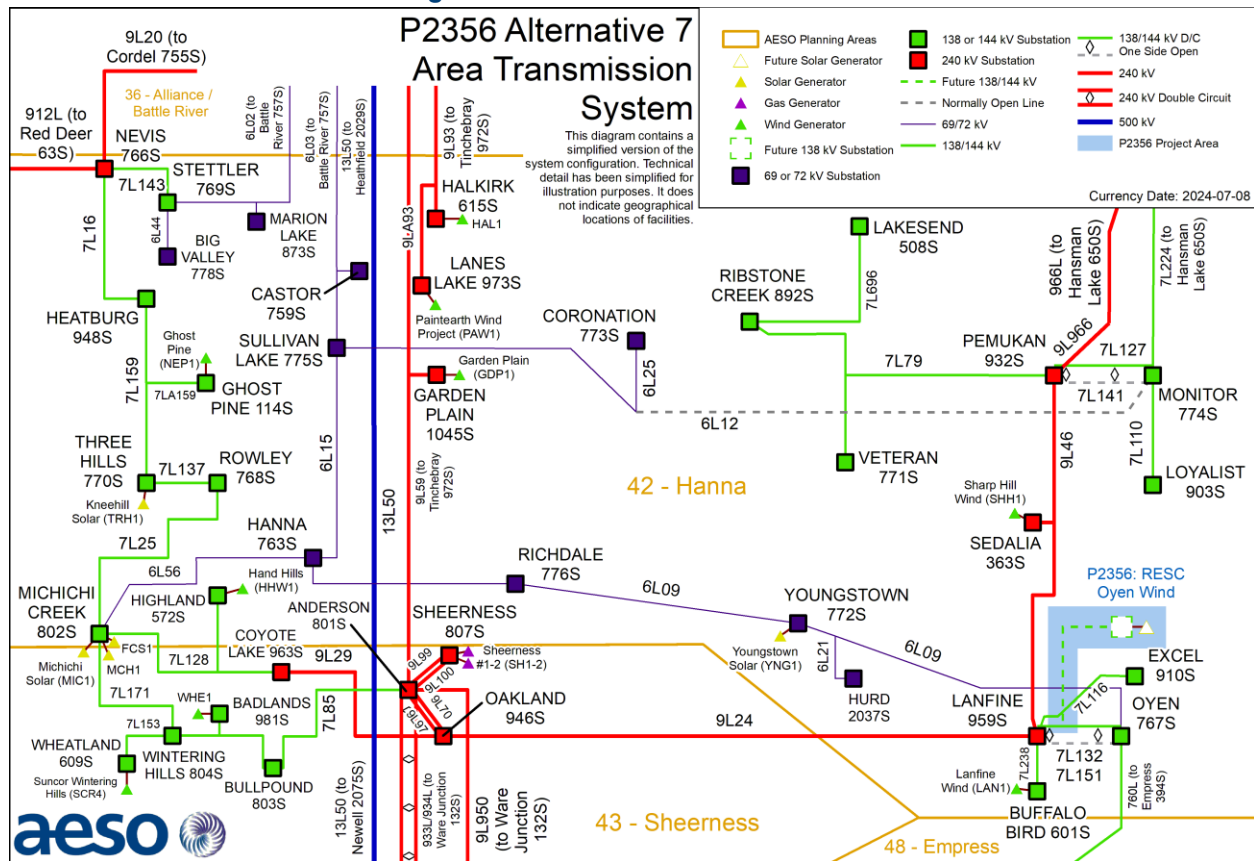 P2356 Alternative 7
Area Transmission
System
This diagram contains a
simplified version of the
system configuration. Technical
detail has been simplified for
illustration purposes. It does
not indicate geographical
locations of facilities.
AESO Planning Areas
Future Solar Generator
Solar Generator
Gas Generator
Wind Generator
Future 138 kV Substation
69 or 72 kV Substation
138 or 144 kV Substation
240 kV Substation
Future 138/144 kV
Normally Open Line
69/72 kV
138/144 kV
138/144 kV D/C
One Side Open
240 kV
240 kV Double Circuit
500 kV
P2356 Project Area
Currency Date: 2024-07-08
9L20 (to
Cordel 755S)
36 - Alliance /
Battle River
912L (to
Red Deer
63S)
NEVIS
766S
7L143
STETTLER
769S
6L02 (to
Battle
River 757S)
6L03 (to
Battle River 777S)
13L50 (to
Heathfield 2029S)
9L93 (to
Tinchebray
972S)
7L16
6L44
BIG
VALLEY
778S
MARION
LAKE
873S
CASTOR
759S
9LA93
HALKIRK
615S
HAL1
LANES
LAKE 973S
Paintearth Wind
Project (PAW1)
HEATBURG
948S
SULLIVAN
LAKE 775S
Ghost
Pine
(NEP1)
7L159
7LA159
GHOST
PINE 114S
Garden Plain
(GDP1)
GARDEN
PLAIN
1045S
CORONATION
773S
6L25
6L12
LAKESEND
508S
RIBSTONE
CREEK 892S
7L696
7L79
VETERAN
771S
PEMUKAN
932S
966L (to
Hansman
Lake 650S)
7L224 (to
Hansman
Lake 650S)
9L966
7L127
7L141
MONITOR
774S
7L110
LOYALIST
903S
9L46
Sharp Hill
Wind (SHH1)
SEDALIA
363S
THREE
HILLS
770S
7L137
ROWLEY
768S
Kneehill
Solar (TRH1)
7L25
6L15
13L50
9L59 (to
Tinchebray
972S)
42 - Hanna
HANNA
763S
6L56
RICHDALE
776S
6L09
MICHICHI
CREEK
802S
HIGHLAND
572S
Hand Hills
(HHW1)
ANDERSON
801S
SHEERNESS
807S
Sheerness
#1-2 (SH1-2)
YOUNGSTOWN
772S
Youngstown
Solar (YNG1)
6L21
6L09
HURD
2037S
P2356: RESC
Oyen Wind
FCS1
MCH1
Michichi
Solar (MIC1)
7L128
COYOTE
LAKE 963S
9L29
9L99
9L100
9L70
9L97
OAKLAND
946S
9L24
LANFINE
959S
EXCEL
910S
7L116
OYEN
767S
7L171
WHE1
BADLANDS
981S
7L85
7L153
WHEATLAND
609S
WINTERING
HILLS 804S
BULLPOUND
803S
Suncor Wintering
Hills (SCR4)
13L50 (to
Newell 2075S)
933L/934L (to
Ware Junction
132S)
9L950
(to Ware
Junction
132S)
43 - Sheerness
7L238
7L132
7L151
Lanfine
Wind (LAN1)
BUFFALO
BIRD 601S
760L (to
Empress
394S)
48 - Empress
aeso